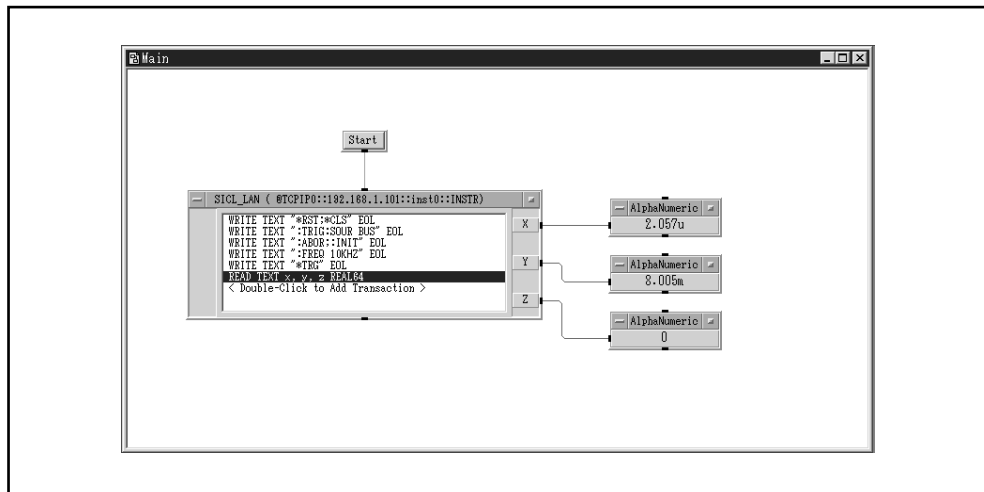 Main
Start
SICL_LAN ( @TCPIP0::192.168.1.101::inst0::INSTR)
WRITE TEXT "*RST;*CLS" EOL
WRITE TEXT ":TRIG:SOUR BUS" EOL
WRITE TEXT ":ABOR;:INIT" EOL
WRITE TEXT ":FREQ 10KHZ" EOL
WRITE TEXT "*TRG" EOL
READ TEXT x, y, z REAL64
< Double-Click to Add Transaction >
X
Y
Z
AlphaNumeric
2.057u
AlphaNumeric
8.005m
AlphaNumeric
0